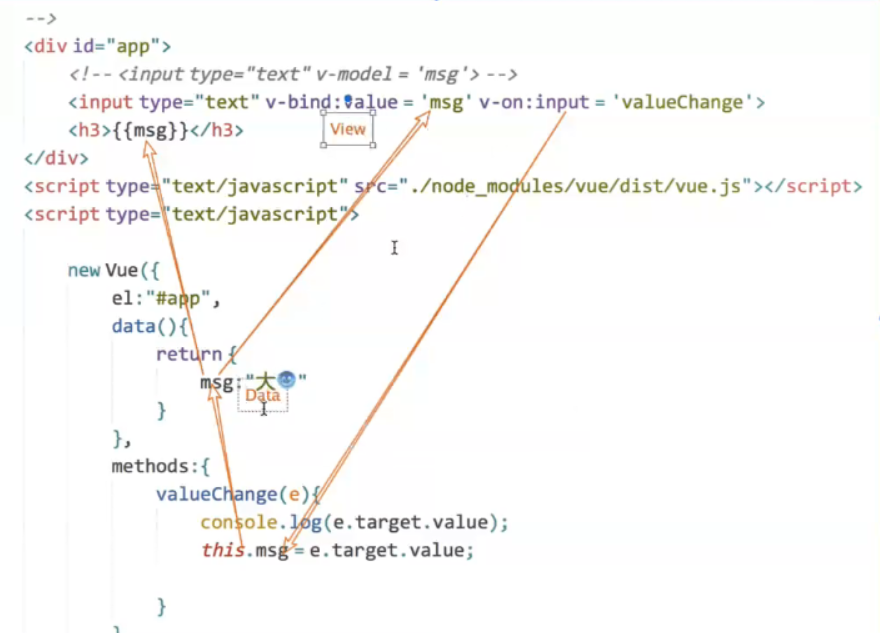 -->
<div id="app">
<!-- <input type="text" v-model = 'msg'> -->
<input type="text" v-bind:value = 'msg' v-on:input = 'valueChange'>
View
<h3>{{msg}}</h3>
</div>
<script type="text/javascript" src="./node_modules/vue/dist/vue.js"></script>
<script type="text/javascript">
new Vue({
el:"#app",
data(){
return {
msg:"大"
Data
}
},
methods:{
valueChange(e){
console.log(e.target.value);
this.msg = e.target.value;
}
}